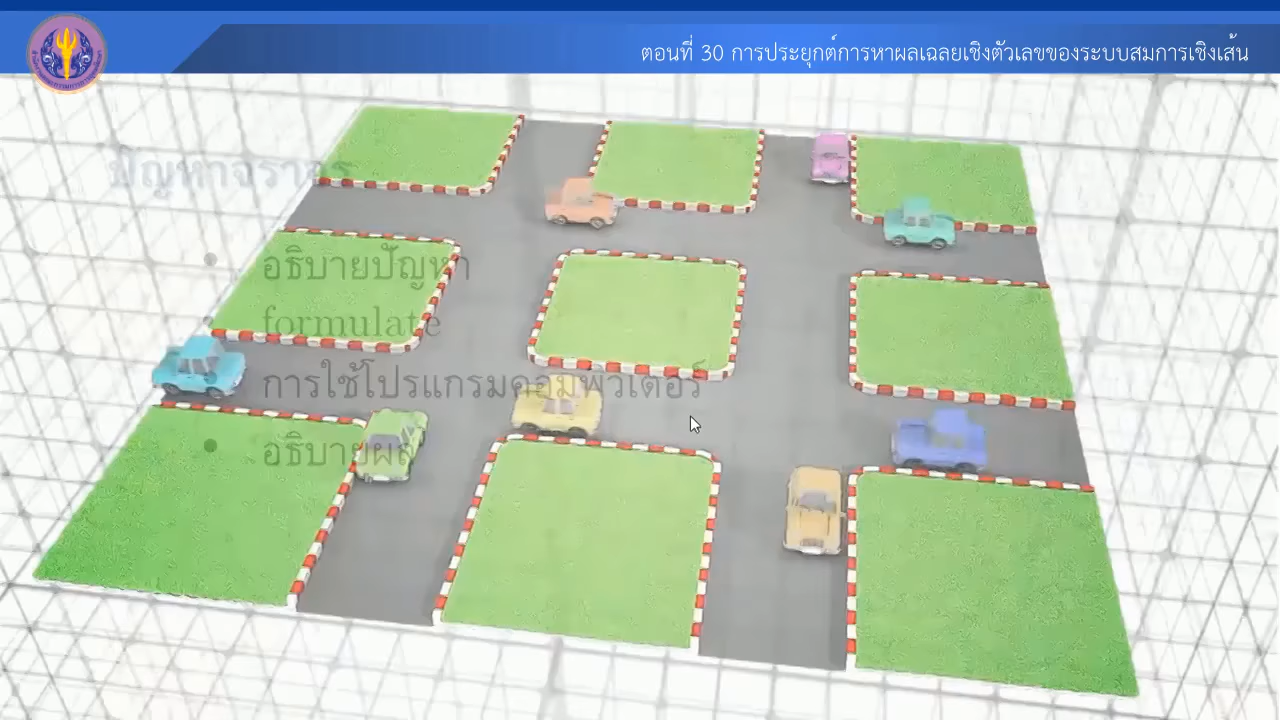 ตอนที่ 30 การประยุกต์การหาผลเฉลยเชิงตัวเลขของระบบสมการเชิงเส้น
ปัญหาจราจร
อธิบายปัญหา
formulate
การใช้โปรแกรมคอมพิวเตอร์
อธิบายผล